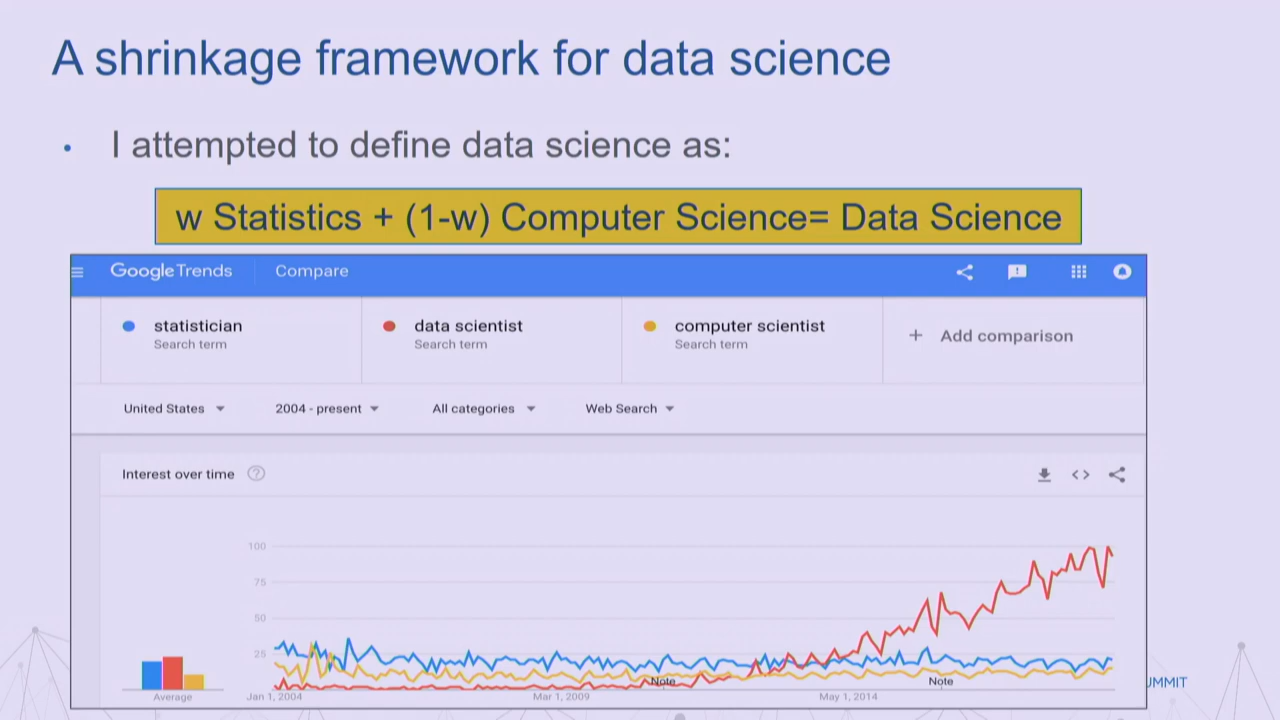 A shrinkage framework for data science
• I attempted to define data science as:
w Statistics + (1-w) Computer Science= Data Science
Google Trends Compare
statistician data scientist computer scientist + Add comparison
Search term Search term Search term
United States 2004 - present All categories Web Search
Interest over time ?
100
75
50
25
Note Note
Average Jan 1, 2004 Mar 1, 2009 May 1, 2014
UMMIT